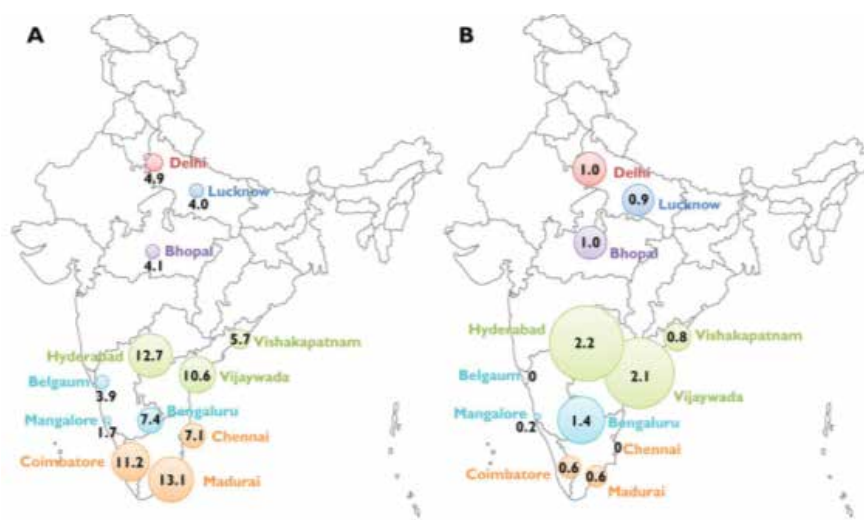 A
Delhi
4.9
Lucknow
4.0
Bhopal
4.1
5.7 Vishakapatnam
Hyderabad 12.7
10.6 Vijaywada
Belgaum
3.9
Mangalore
1.7
7.4 Bengaluru
7.1 Chennai
Coimbatore 11.2
13.1 Madurai
B
1.0
Delhi
0.9 Lucknow
1.0
Bhopal
Hyderabad
2.2
0.8 Vishakapatnam
2.1
Vijaywada
Belgaum 0
Mangalore
0.2
1.4
Bengaluru
0 Chennai
Coimbatore 0.6
0.6
Madurai